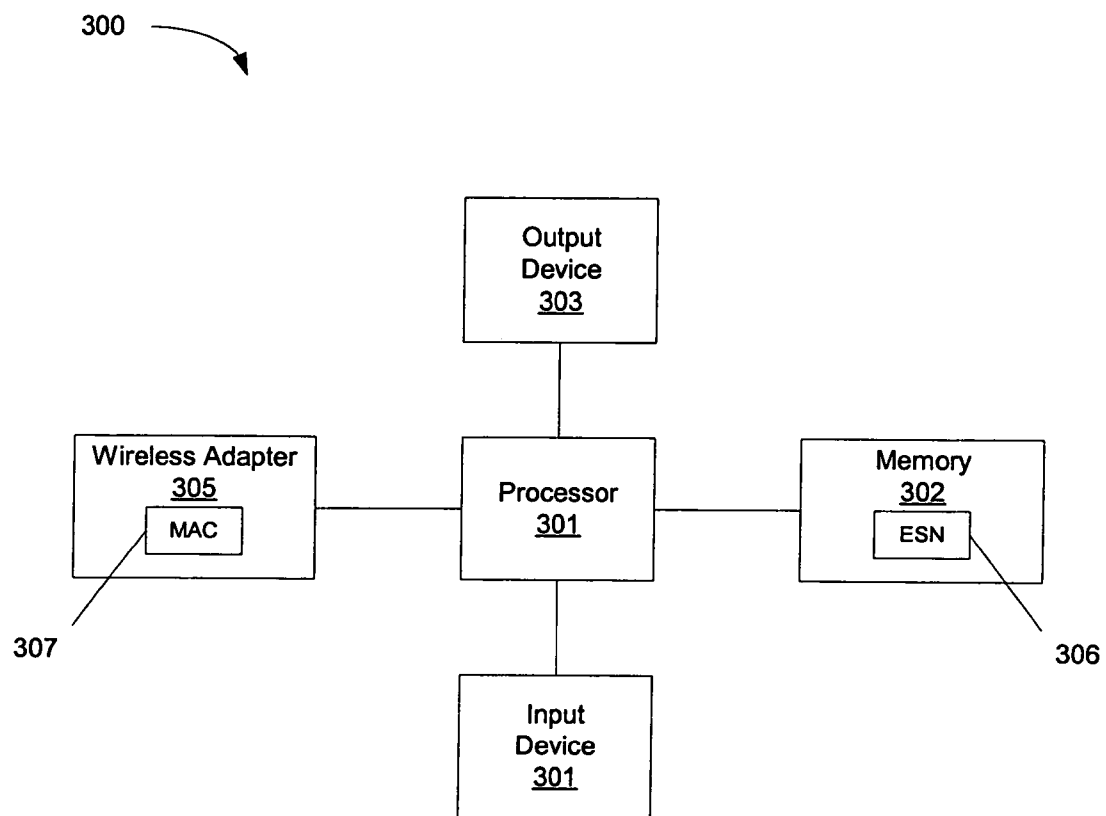 300
Output
Device
303
Wireless Adapter
305
MAC
Processor
301
Memory
302
ESN
307
306
Input
Device
301